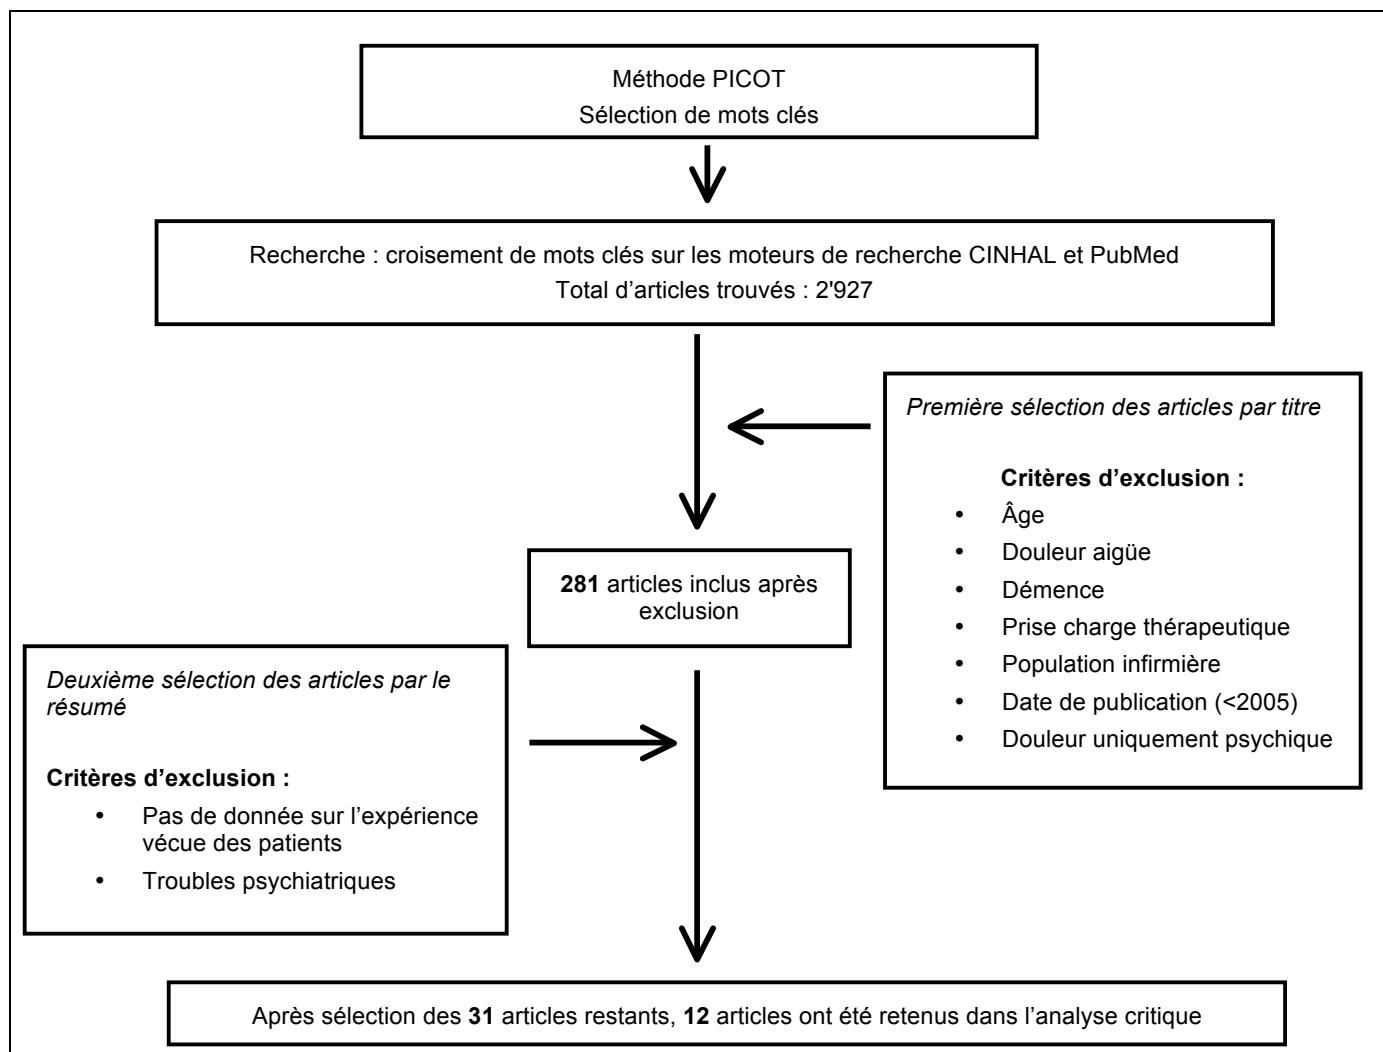 Méthode PICOT
Sélection de mots clés
Recherche : croisement de mots clés sur les moteurs de recherche CINHAL et PubMed
Total d’articles trouvés : 2'927
Première sélection des articles par titre
Critères d’exclusion :
• Âge
• Douleur aigüe
• Démence
• Prise charge thérapeutique
• Population infirmière
• Date de publication (<2005)
• Douleur uniquement psychique
281 articles inclus après
exclusion
Deuxième sélection des articles par le
résumé
Critères d’exclusion :
• Pas de donnée sur l’expérience
vécue des patients
• Troubles psychiatriques
Après sélection des 31 articles restants, 12 articles ont été retenus dans l’analyse critique